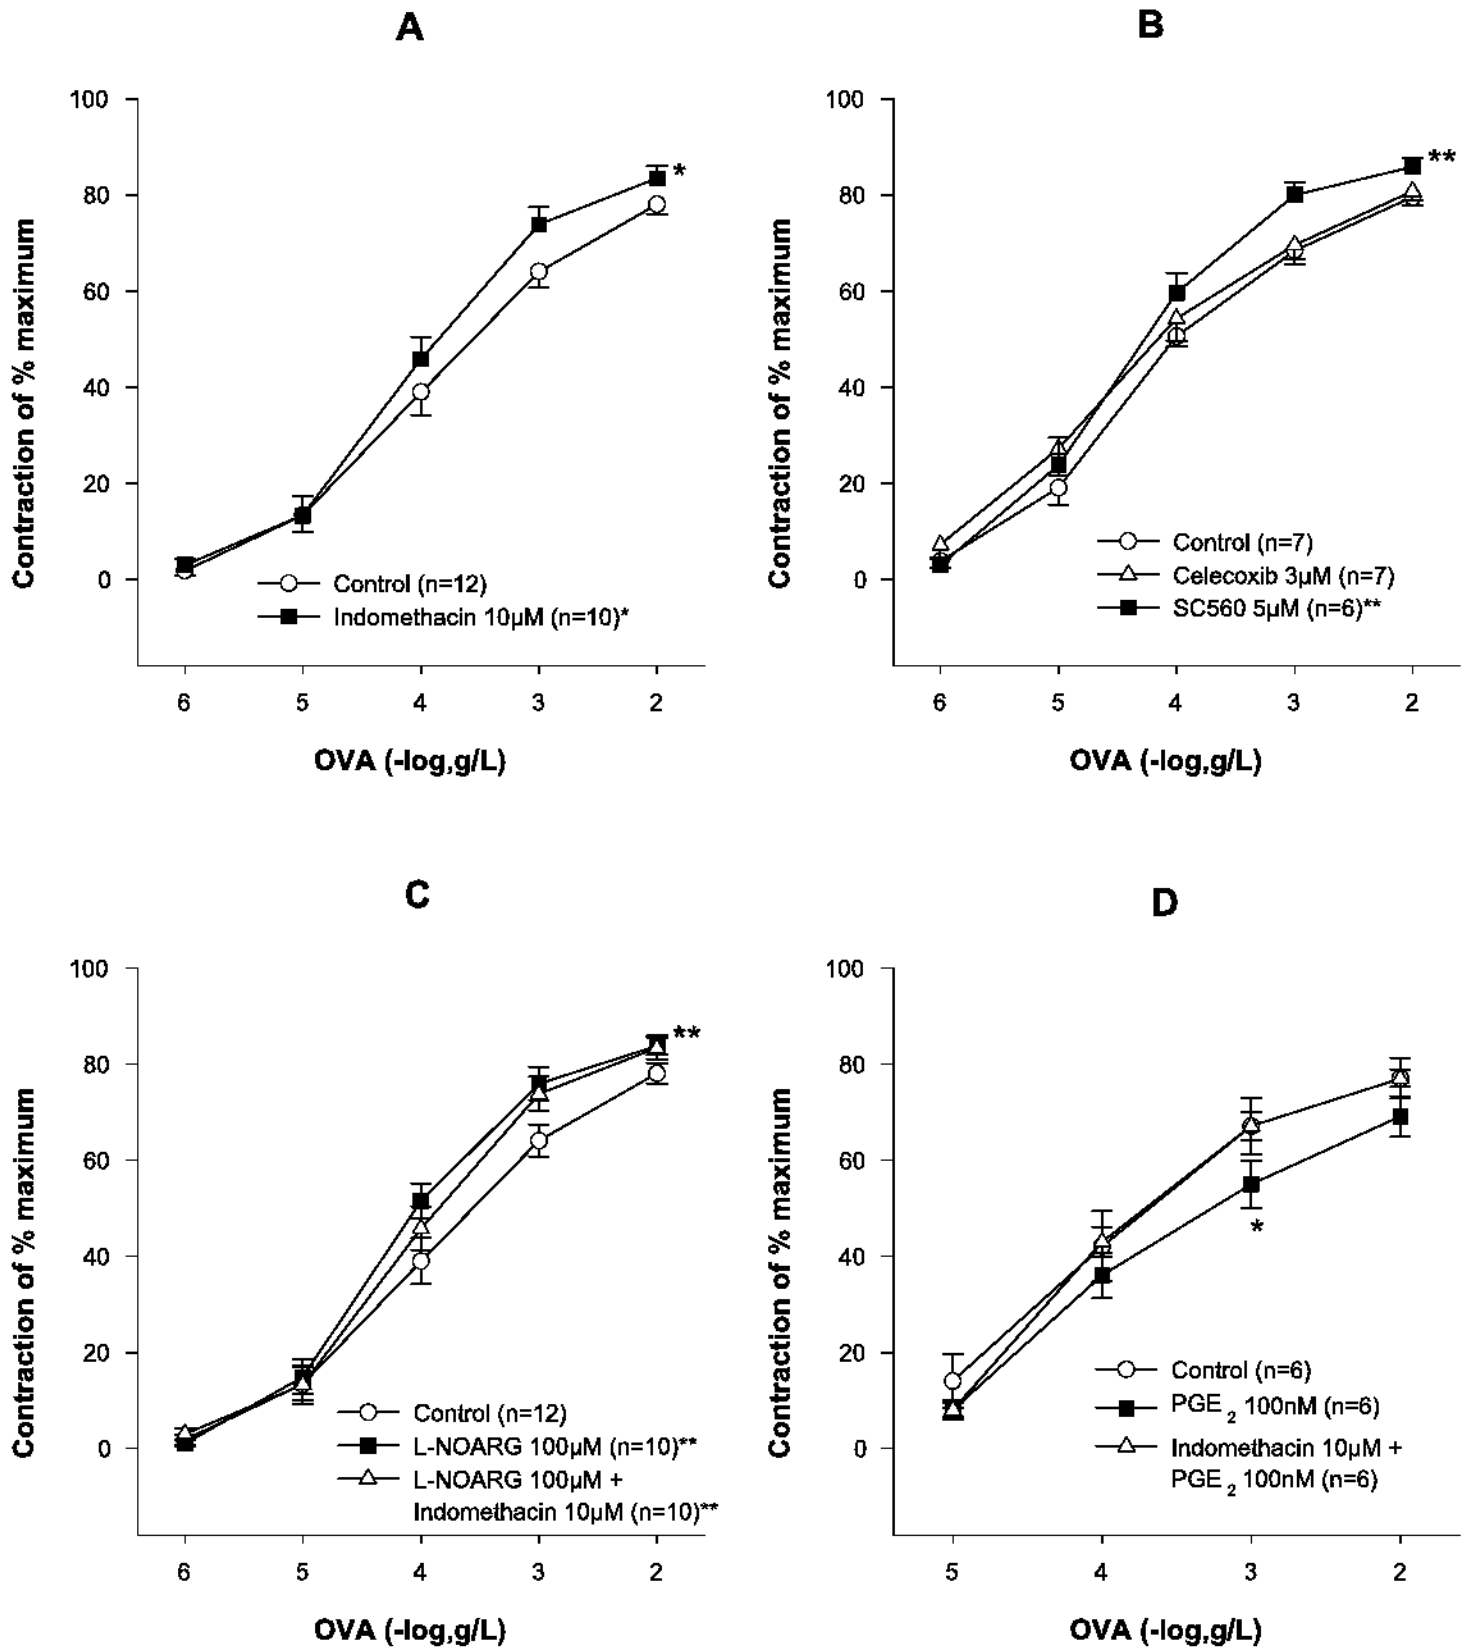 A
Contraction of % maximum
100
80
60
40
20
0
*
Control (n=12)
Indomethacin 10µM (n=10)*
6 5 4 3 2
OVA (-log,g/L)
B
Contraction of % maximum
100
80
60
40
20
0
**
Control (n=7)
Celecoxib 3µM (n=7)
SC560 5µM (n=6)**
6 5 4 3 2
OVA (-log,g/L)
C
Contraction of % maximum
100
80
60
40
20
0
**
Control (n=12)
L-NOARG 100µM (n=10)**
L-NOARG 100µM +
Indomethacin 10µM (n=10)**
6 5 4 3 2
OVA (-log,g/L)
D
Contraction of % maximum
100
80
60
40
20
0
*
Control (n=6)
PGE 2 100nM (n=6)
Indomethacin 10µM +
PGE 2 100nM (n=6)
5 4 3 2
OVA (-log,g/L)